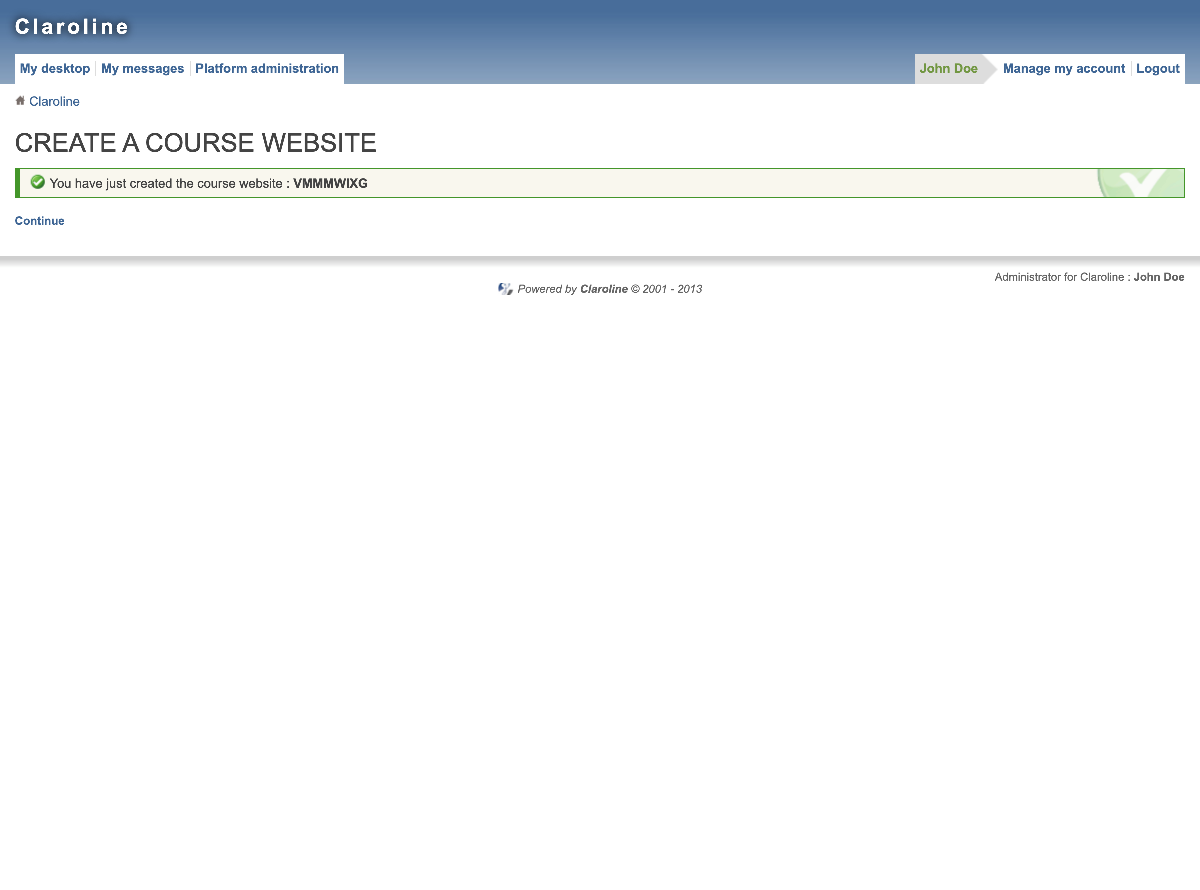 Claroline
My desktop My messages Platform administration
John Doe Manage my account Logout
Claroline
CREATE A COURSE WEBSITE
You have just created the course website : VMMMWIXG
Continue
Administrator for Claroline : John Doe
Powered by Claroline © 2001 - 2013